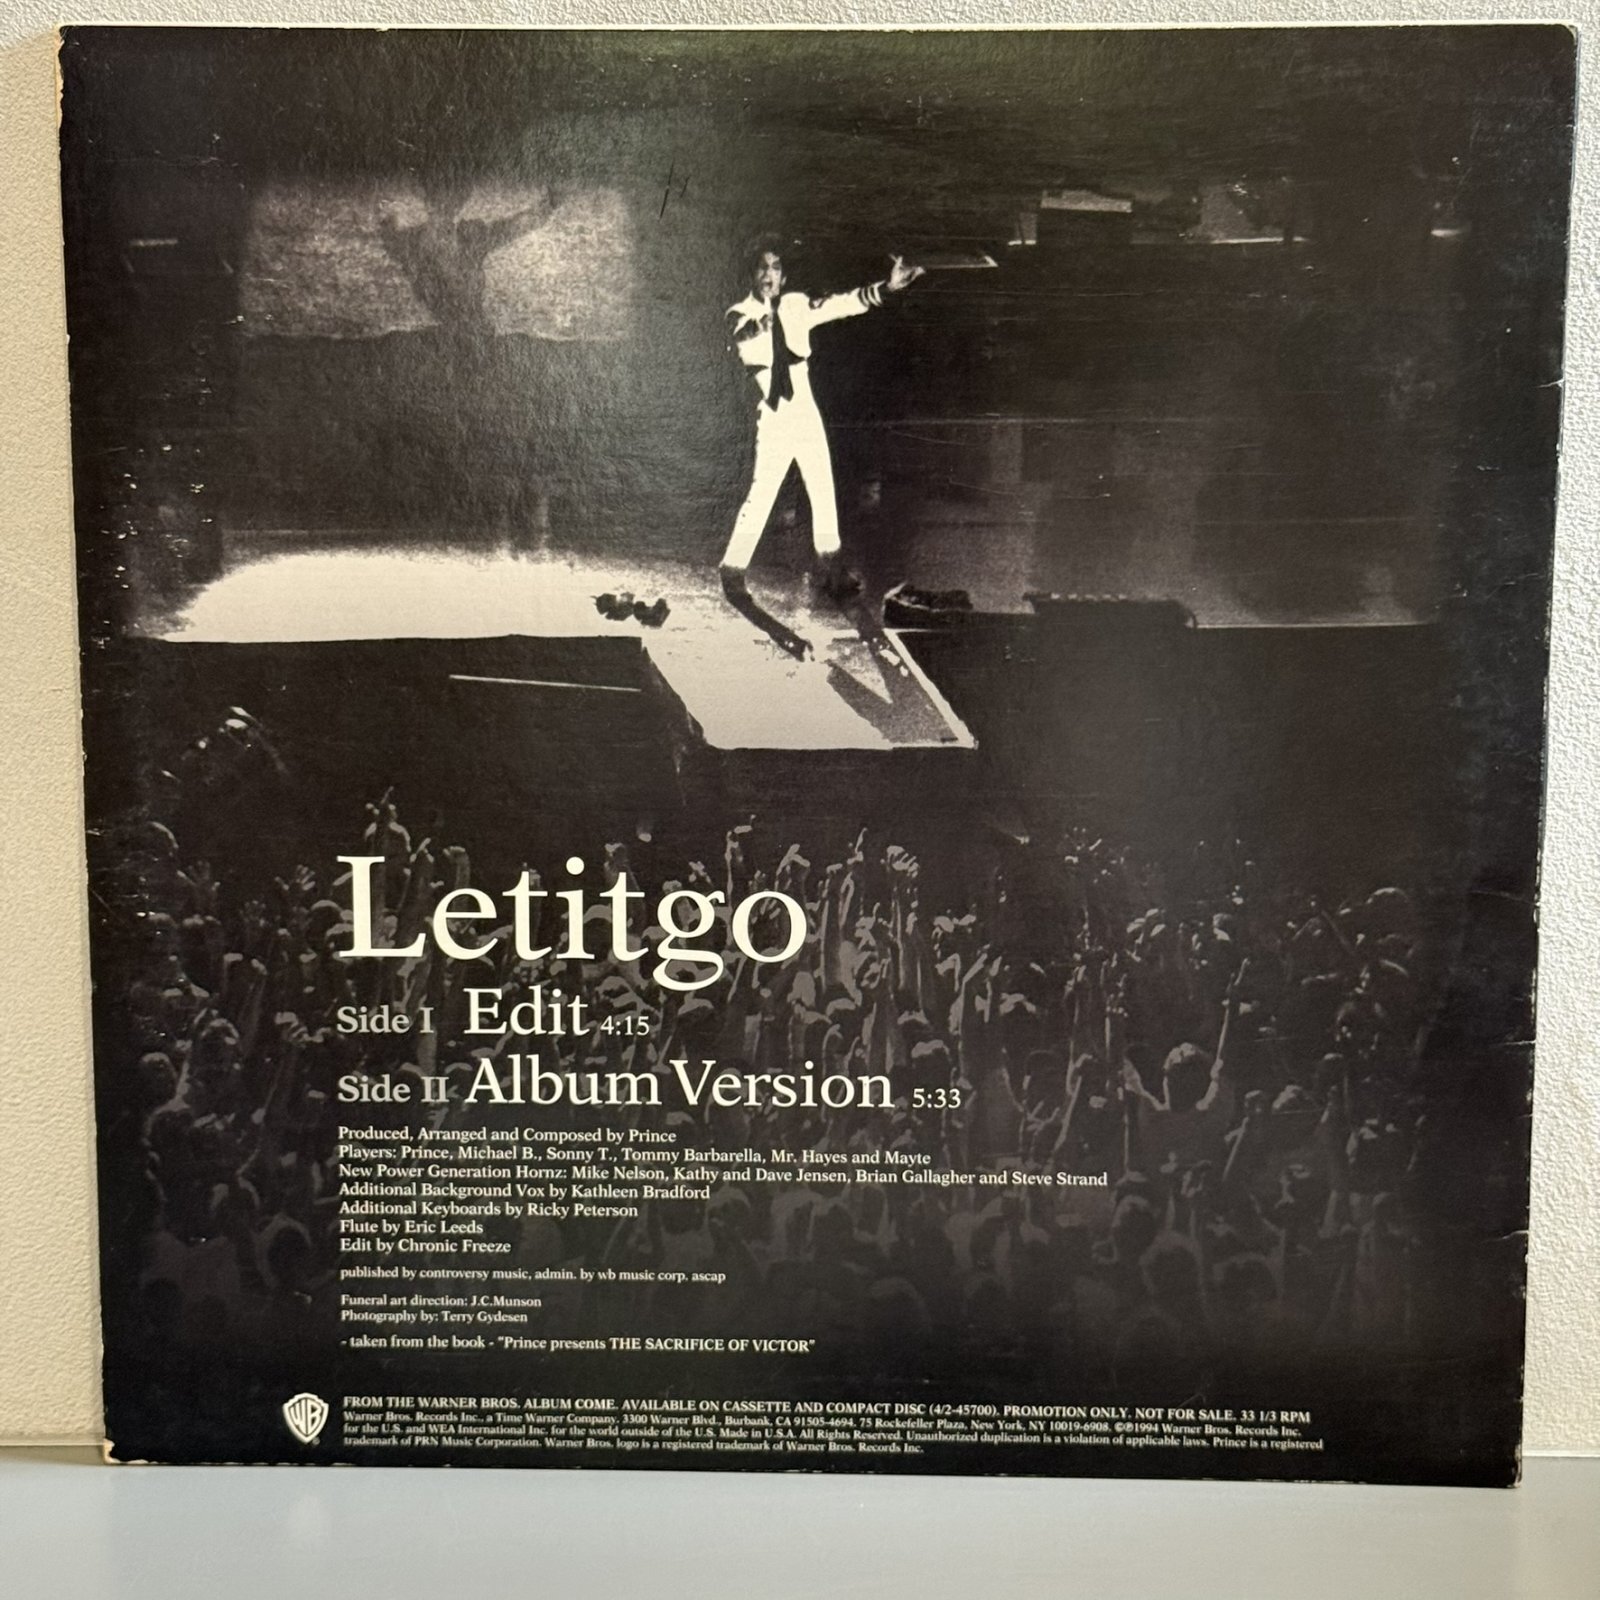 Letitgo
Side I Edit 4:15
Side II Album Version 5:33
Produced, Arranged and Composed by Prince
Players: Prince, Michael B., Sonny T., Tommy Barbarella, Mr. Hayes and Mayte
New Power Generation Hornz: Mike Nelson, Kathy and Dave Jensen, Brian Gallagher and Steve Strand
Additional Background Vox by Kathleen Bradford
Additional Keyboards by Ricky Peterson
Flute by Eric Leeds
Edit by Chronic Freeze
published by controversy music, admin. by wb music corp. ascap
Funeral art direction: J.C.Munson
Photography by: Terry Gydesen
- taken from the book - "Prince presents THE SACRIFICE OF VICTOR"
WB
FROM THE WARNER BROS. ALBUM COME. AVAILABLE ON CASSETTE AND COMPACT DISC (4/2-45700). PROMOTION ONLY. NOT FOR SALE. 33 1/3 RPM
Warner Bros. Records Inc., a Time Warner Company. 3300 Warner Blvd., Burbank, CA 91505-4694. 75 Rockefeller Plaza, New York, NY 10019-6908. ©℗1994 Warner Bros. Records Inc.
for the U.S. and WEA International Inc. for the world outside of the U.S. Made in U.S.A. All Rights Reserved. Unauthorized duplication is a violation of applicable laws. Prince is a registered
trademark of PRN Music Corporation. Warner Bros. logo is a registered trademark of Warner Bros. Records Inc.